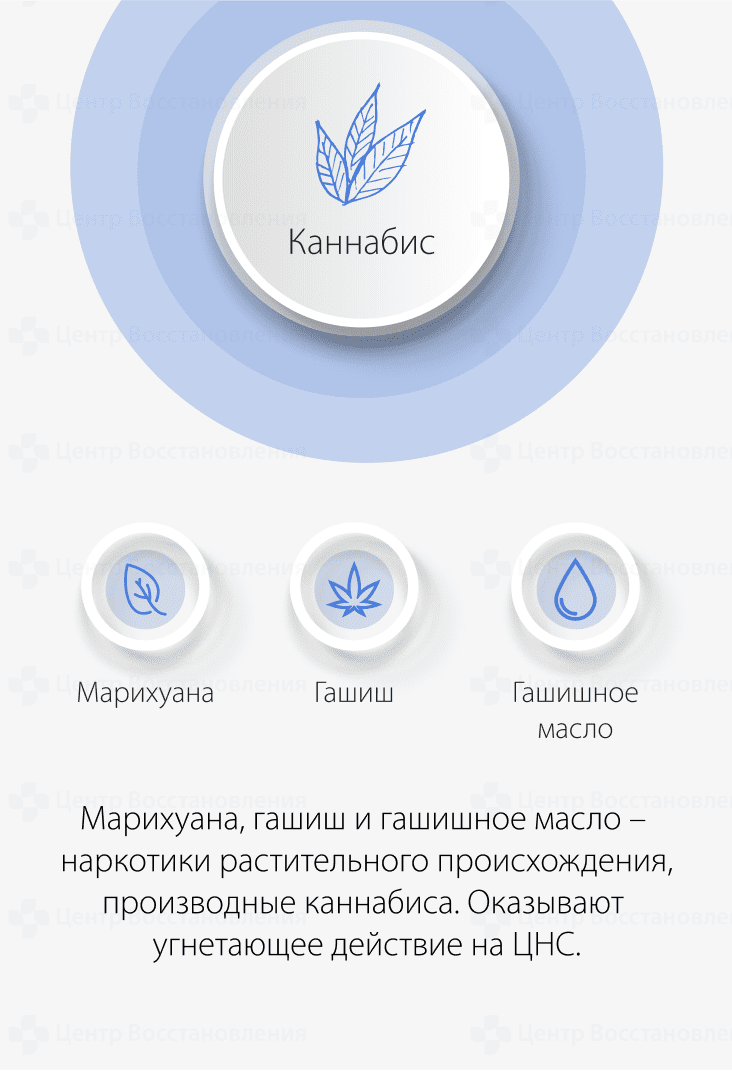 Каннабис
Марихуана
Гашиш
Гашишное
масло
Марихуана, гашиш и гашишное масло –
наркотики растительного происхождения,
производные каннабиса. Оказывают
угнетающее действие на ЦНС.
Центр Восстановления